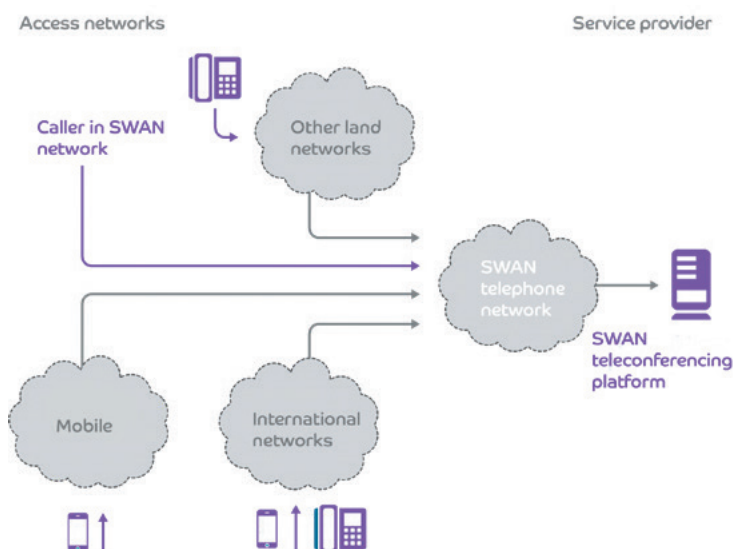 Access networks
Service provider
Caller in SWAN
network
Other land
networks
SWAN
telephone
network
SWAN
teleconferencing
platform
Mobile
International
networks